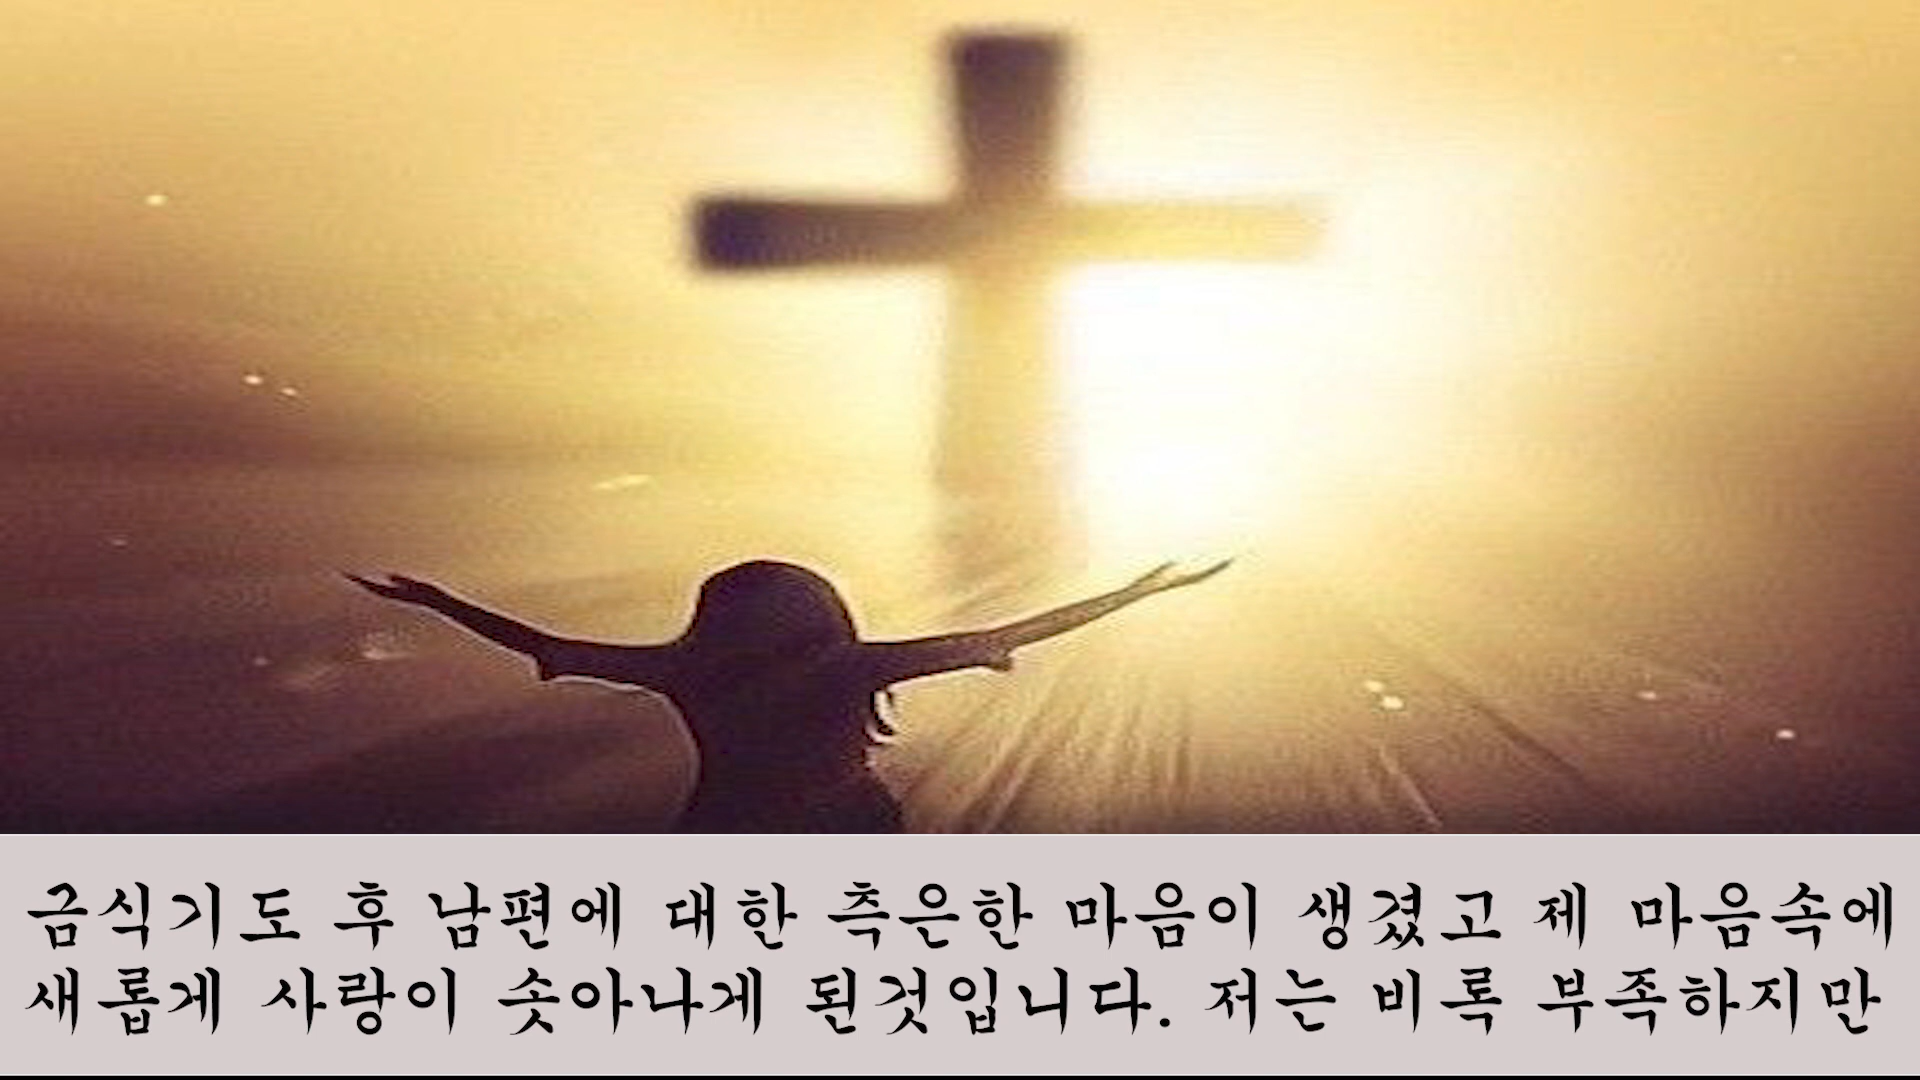 금식기도 후 남편에 대한 측은한 마음이 생겼고 제 마음속에
새롭게 사랑이 솟아나게 된것입니다. 저는 비록 부족하지만